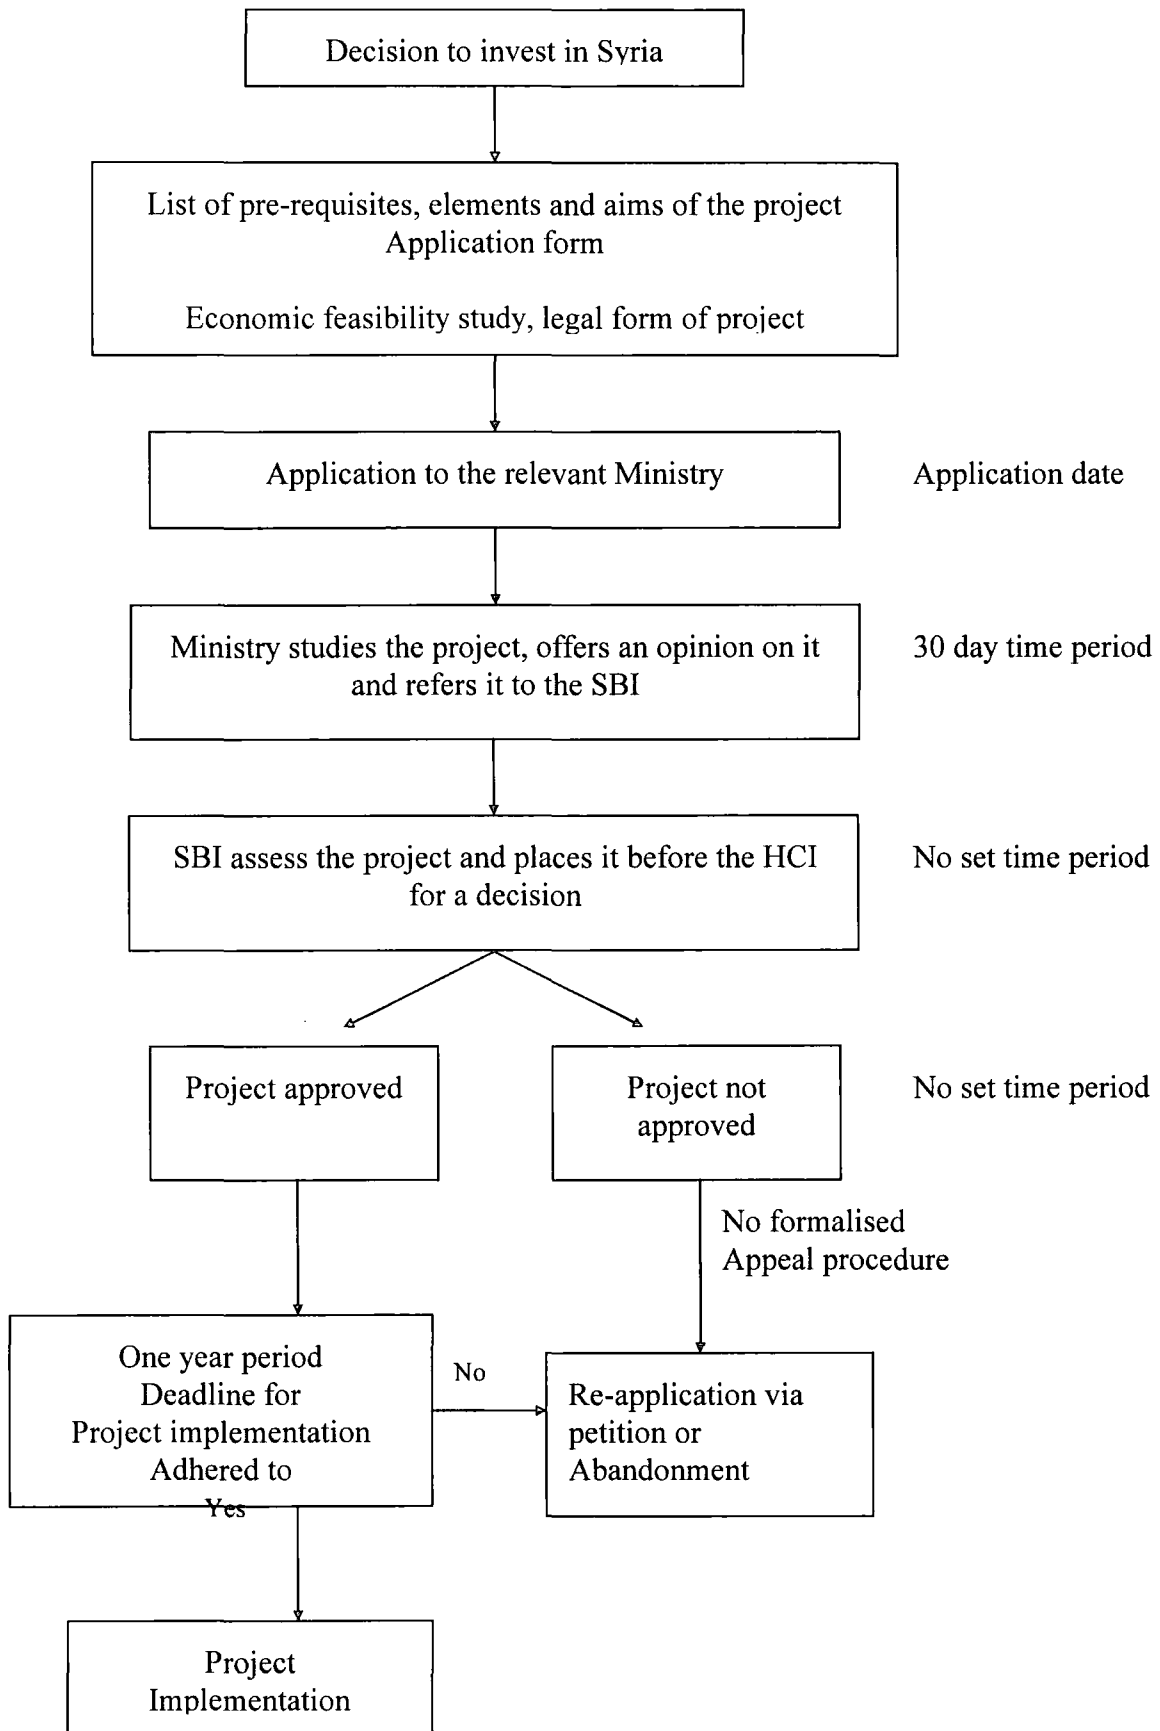 Decision to invest in Syria
List of pre-requisites, elements and aims of the project
Application form
Economic feasibility study, legal form of project
Application to the relevant Ministry
Application date
Ministry studies the project, offers an opinion on it
and refers it to the SBI
30 day time period
SBI assess the project and places it before the HCI
for a decision
No set time period
Project approved
Project not
approved
No set time period
No formalised
Appeal procedure
One year period
Deadline for
Project implementation
Adhered to
Yes
No
Re-application via
petition or
Abandonment
Project
Implementation